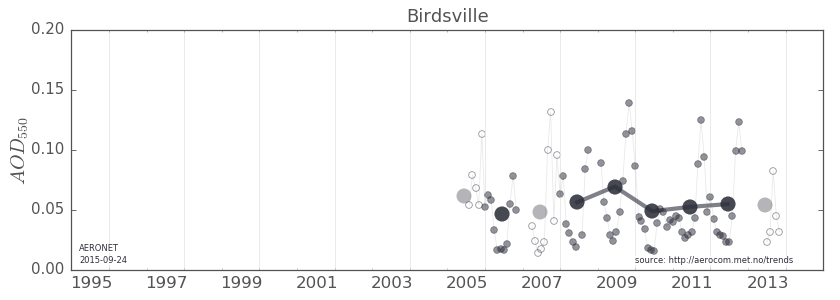 Birdsville
0.20
0.15
0.10
0.05
0.00
AOD550
AERONET
2015-09-24
source: http://aerocom.met.no/trends
1995 1997 1999 2001 2003 2005 2007 2009 2011 2013